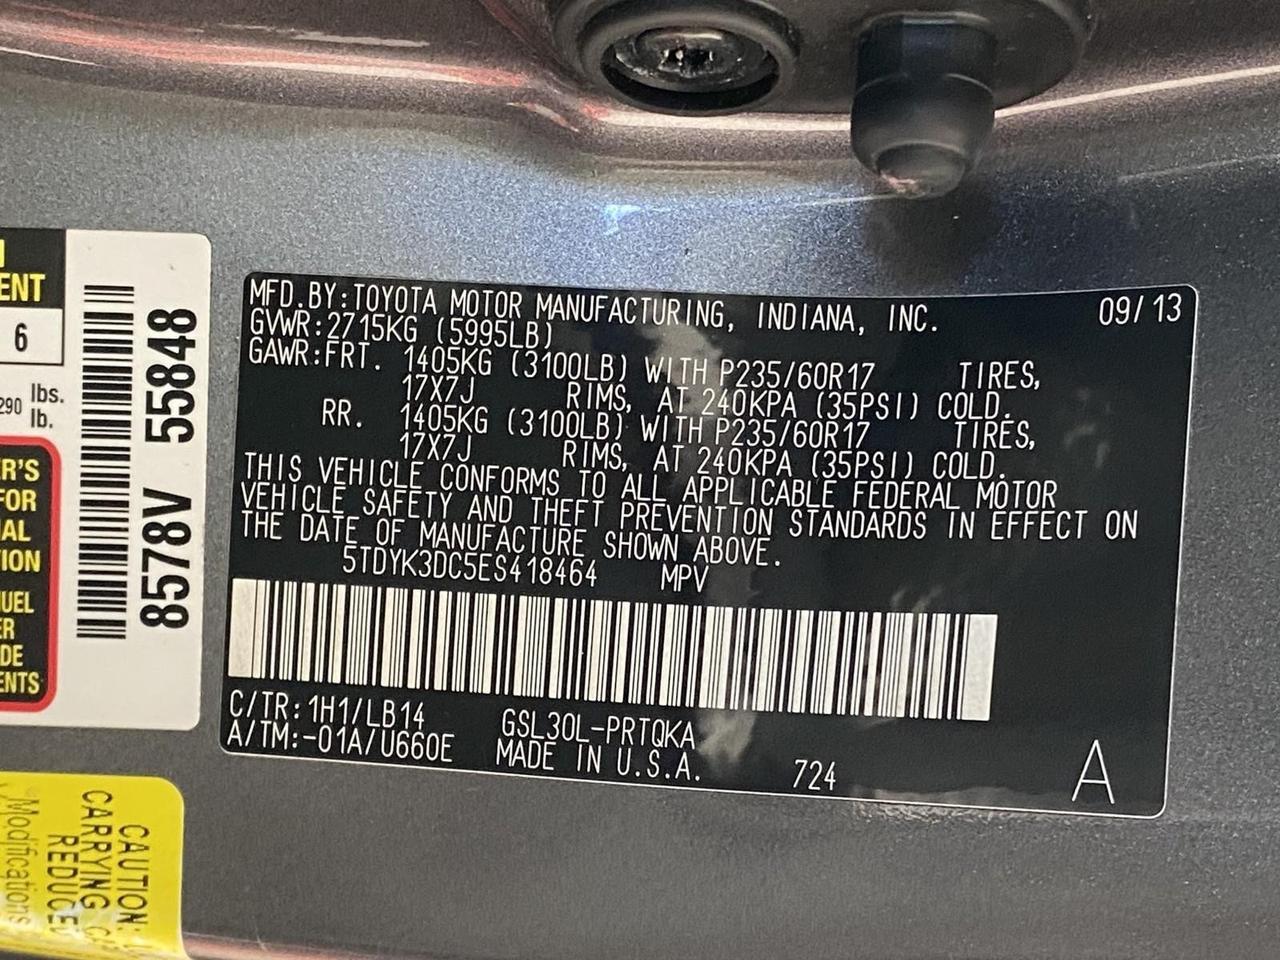 MFD.BY:TOYOTA MOTOR MANUFACTURING, INDIANA, INC. 09/13
GVWR:2715KG (5995LB)
GAWR:FRT. 1405KG (3100LB) WITH P235/60R17 TIRES,
17X7J RIMS, AT 240KPA (35PSI) COLD.
RR. 1405KG (3100LB) WITH P235/60R17 TIRES,
17X7J RIMS, AT 240KPA (35PSI) COLD.
THIS VEHICLE CONFORMS TO ALL APPLICABLE FEDERAL MOTOR
VEHICLE SAFETY AND THEFT PREVENTION STANDARDS IN EFFECT ON
THE DATE OF MANUFACTURE SHOWN ABOVE.
5TDYK3DC5ES418464 MPV
C/TR:1H1/LB14 GSL30L-PRTQKA
A/TM:-01A/U660E MADE IN U.S.A. 724 A
ENT
6
290 lbs.
lb.
ER'S
FOR
AL
ION
UEL
ER
DE
ENTS
8578V 55848
CAUTION:
CARRYING CA
REDUCE
"Modifications